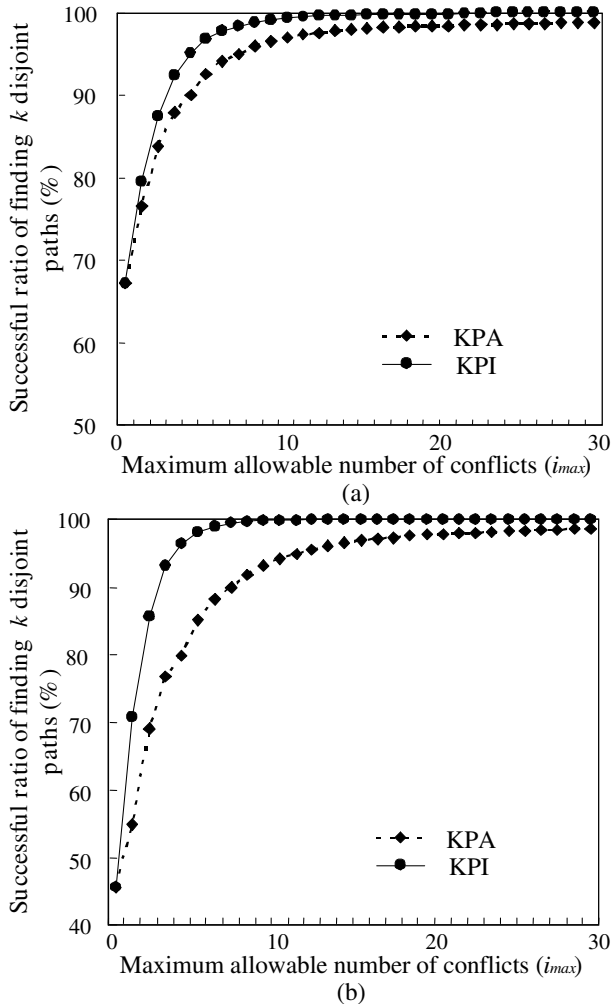 100
90
80
70
60
50
Successful ratio of finding k disjoint
paths (%)
KPA
KPI
0
10
20
30
Maximum allowable number of conflicts (imax)
(a)
100
90
80
70
60
50
40
Successful ratio of finding k disjoint
paths (%)
KPA
KPI
0
10
20
30
Maximum allowable number of conflicts (imax)
(b)